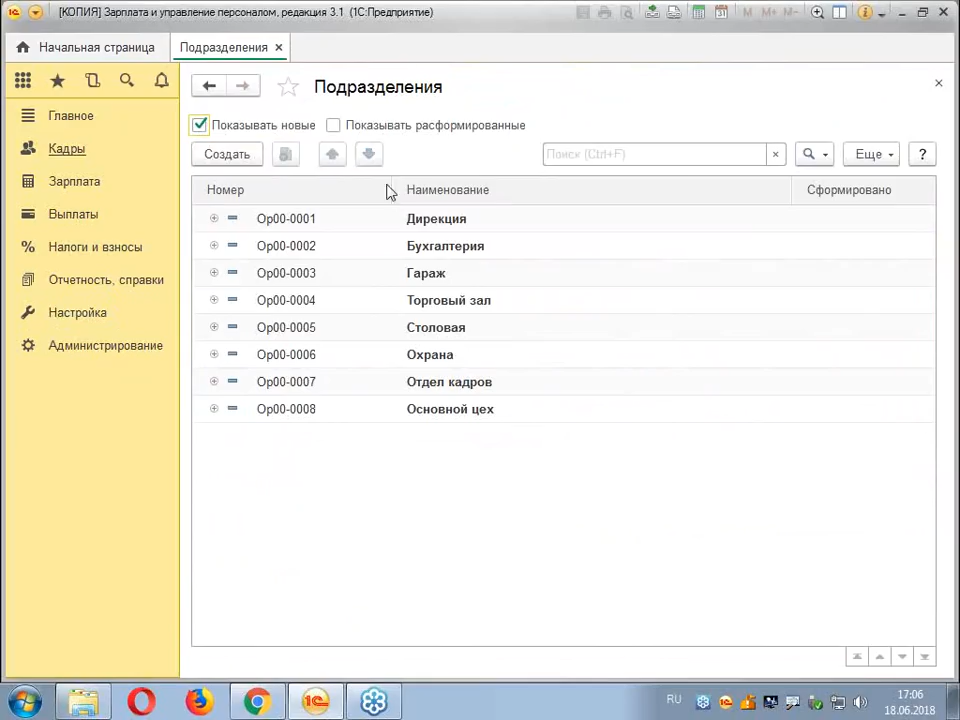 [КОПИЯ] Зарплата и управление персоналом, редакция 3.1 (1С:Предприятие)
M M+ M-
Начальная страница
Подразделения ×
Подразделения
Показывать новые
Показывать расформированные
Создать
Поиск (Ctrl+F)
×
Еще
?
Номер Наименование Сформировано
Ор00-0001 Дирекция
Ор00-0002 Бухгалтерия
Ор00-0003 Гараж
Ор00-0004 Торговый зал
Ор00-0005 Столовая
Ор00-0006 Охрана
Ор00-0007 Отдел кадров
Ор00-0008 Основной цех
Главное
Кадры
Зарплата
Выплаты
Налоги и взносы
Отчетность, справки
Настройка
Администрирование
RU
17:06
18.06.2018